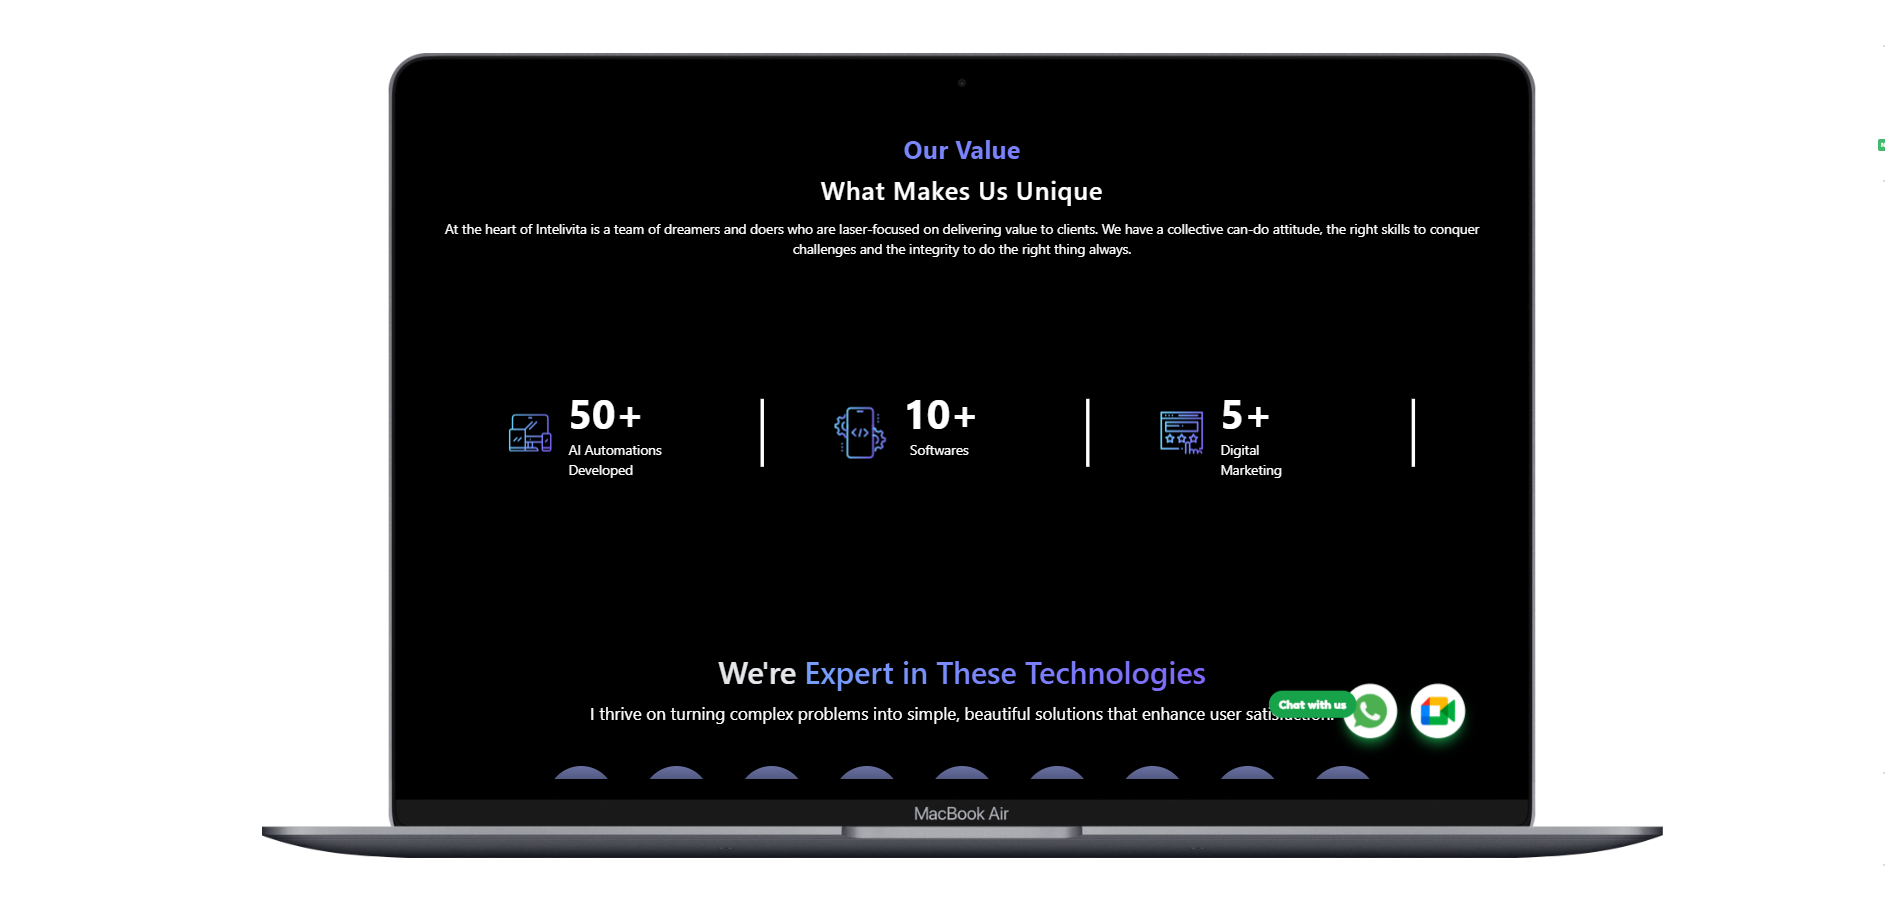 Our Value
What Makes Us Unique
At the heart of Intelivita is a team of dreamers and doers who are laser-focused on delivering value to clients. We have a collective can-do attitude, the right skills to conquer
challenges and the integrity to do the right thing always.
50+
AI Automations
Developed
10+
Softwares
5+
Digital
Marketing
We're Expert in These Technologies
I thrive on turning complex problems into simple, beautiful solutions that enhance user satisfaction.
Chat with us
MacBook Air